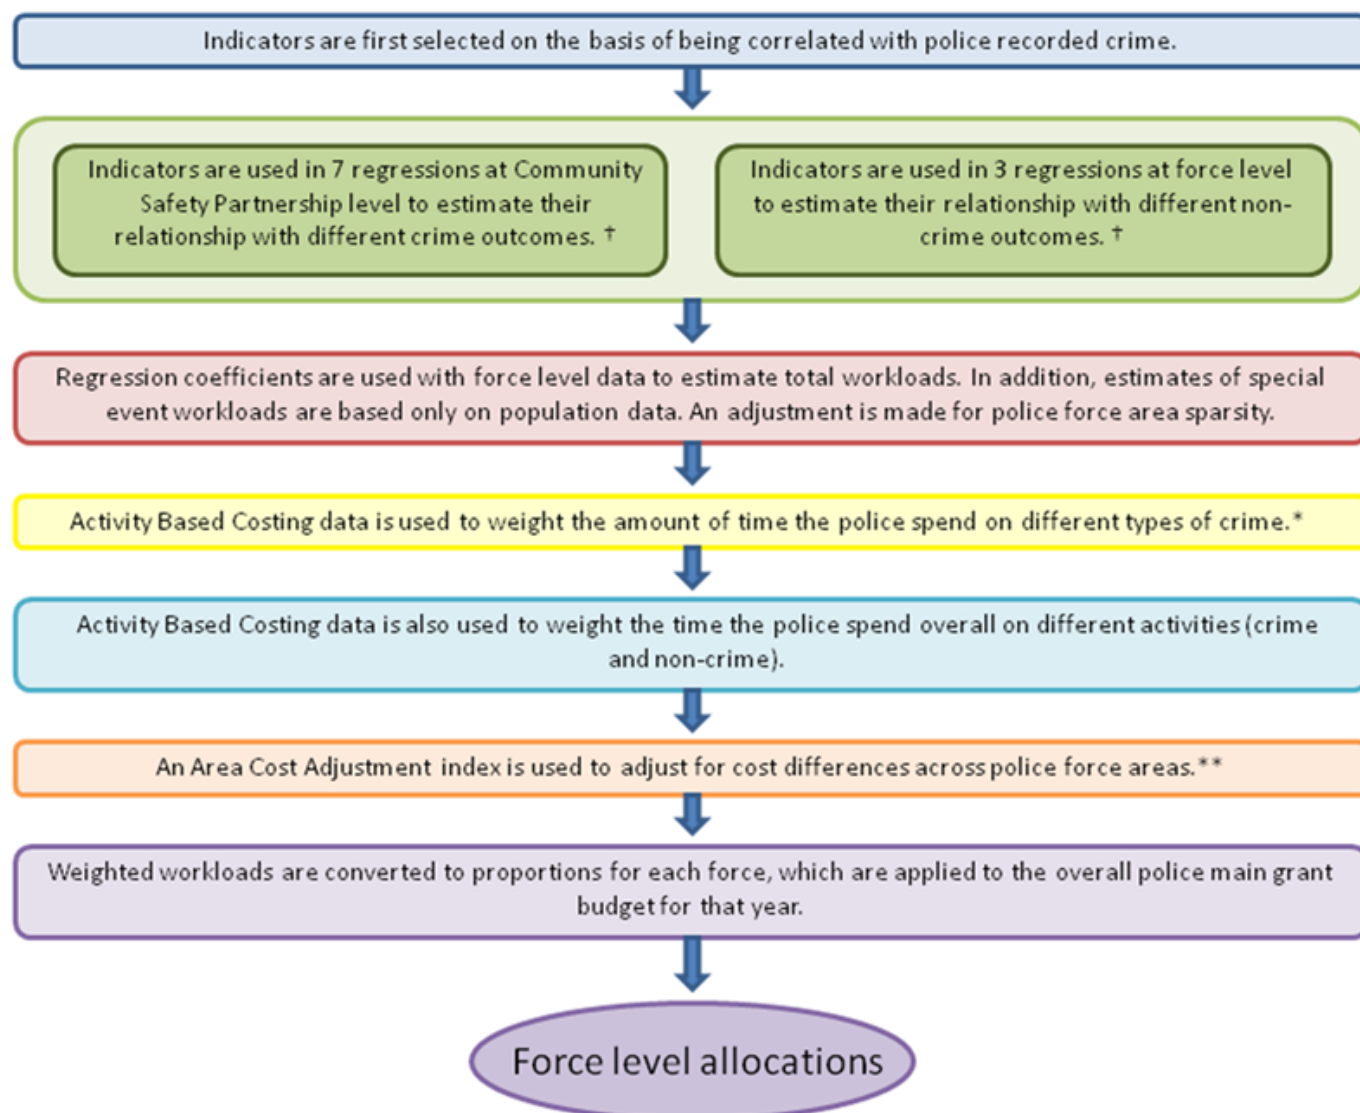 Indicators are first selected on the basis of being correlated with police recorded crime.
Indicators are used in 7 regressions at Community
Safety Partnership level to estimate their
relationship with different crime outcomes. †
Indicators are used in 3 regressions at force level
to estimate their relationship with different non-
crime outcomes. †
Regression coefficients are used with force level data to estimate total workloads. In addition, estimates of special
event workloads are based only on population data. An adjustment is made for police force area sparsity.
Activity Based Costing data is used to weight the amount of time the police spend on different types of crime.*
Activity Based Costing data is also used to weight the time the police spend overall on different activities (crime
and non-crime).
An Area Cost Adjustment index is used to adjust for cost differences across police force areas.**
Weighted workloads are converted to proportions for each force, which are applied to the overall police main grant
budget for that year.
Force level allocations